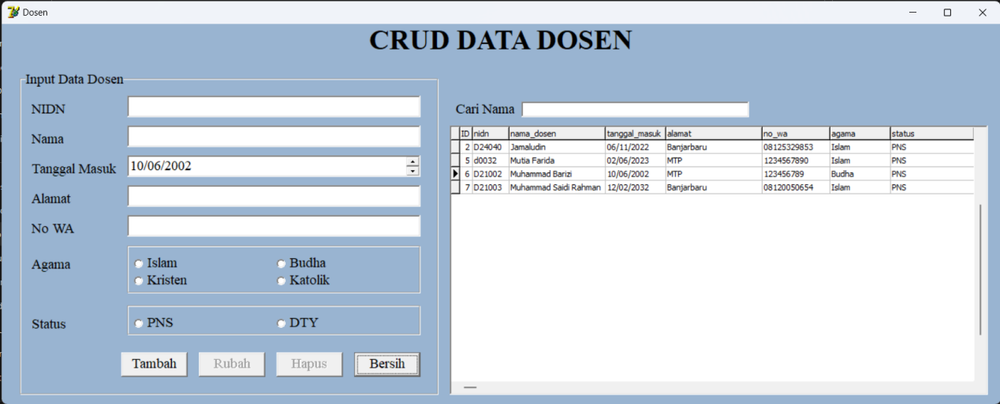 Dosen
CRUD DATA DOSEN
Input Data Dosen
NIDN
Nama
Tanggal Masuk 10/06/2002
Alamat
No WA
Agama
Islam Budha
Kristen Katolik
Status
PNS DTY
Tambah Rubah Hapus Bersih
Cari Nama
ID nidn nama_dosen tanggal_masuk alamat no_wa agama status
2 D24040 Jamaludin 06/11/2022 Banjarbaru 08125329853 Islam PNS
5 d0032 Mutia Farida 02/06/2023 MTP 1234567890 Islam PNS
6 D21002 Muhammad Barizi 10/06/2002 MTP 123456789 Budha PNS
7 D21003 Muhammad Saidi Rahman 12/02/2032 Banjarbaru 08120050654 Islam PNS